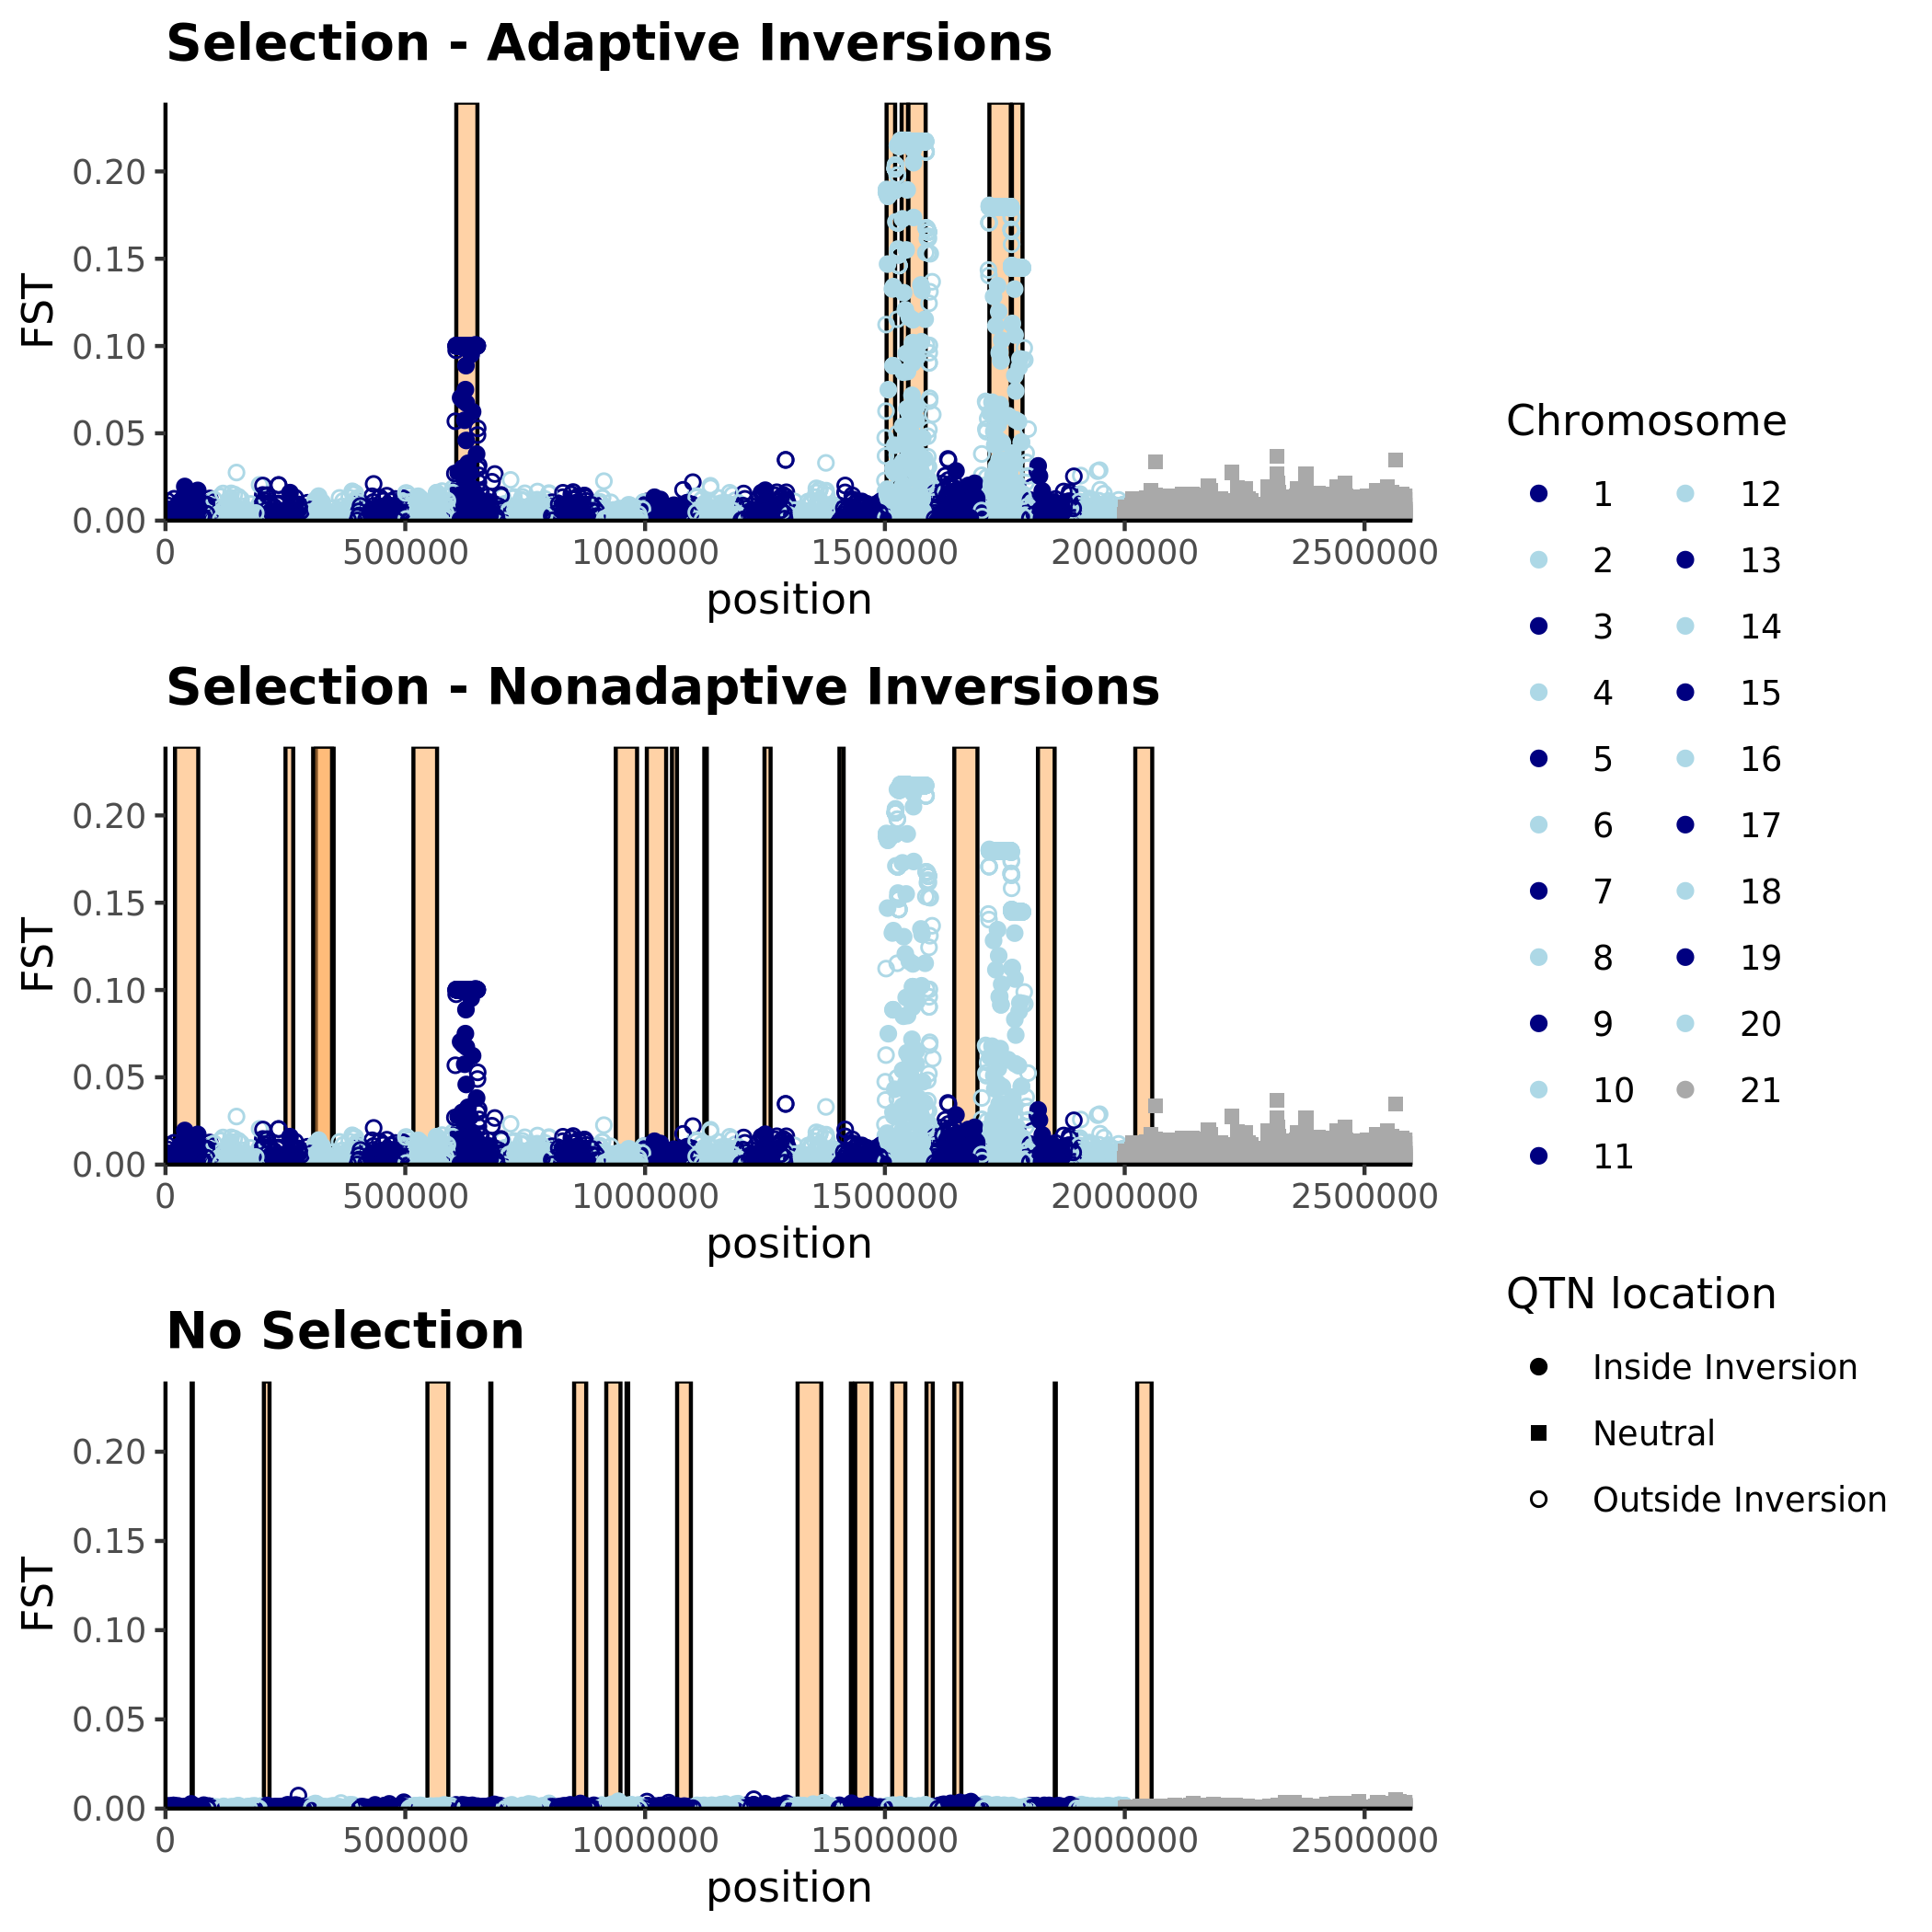 Selection - Adaptive Inversions
FST
0.20
0.15
0.10
0.05
0.00
0 500000 1000000 1500000 2000000 2500000
position
Selection - Nonadaptive Inversions
FST
0.20
0.15
0.10
0.05
0.00
0 500000 1000000 1500000 2000000 2500000
position
No Selection
FST
0.20
0.15
0.10
0.05
0.00
0 500000 1000000 1500000 2000000 2500000
position
Chromosome
1 12
2 13
3 14
4 15
5 16
6 17
7 18
8 19
9 20
10 21
11
QTN location
Inside Inversion
Neutral
Outside Inversion